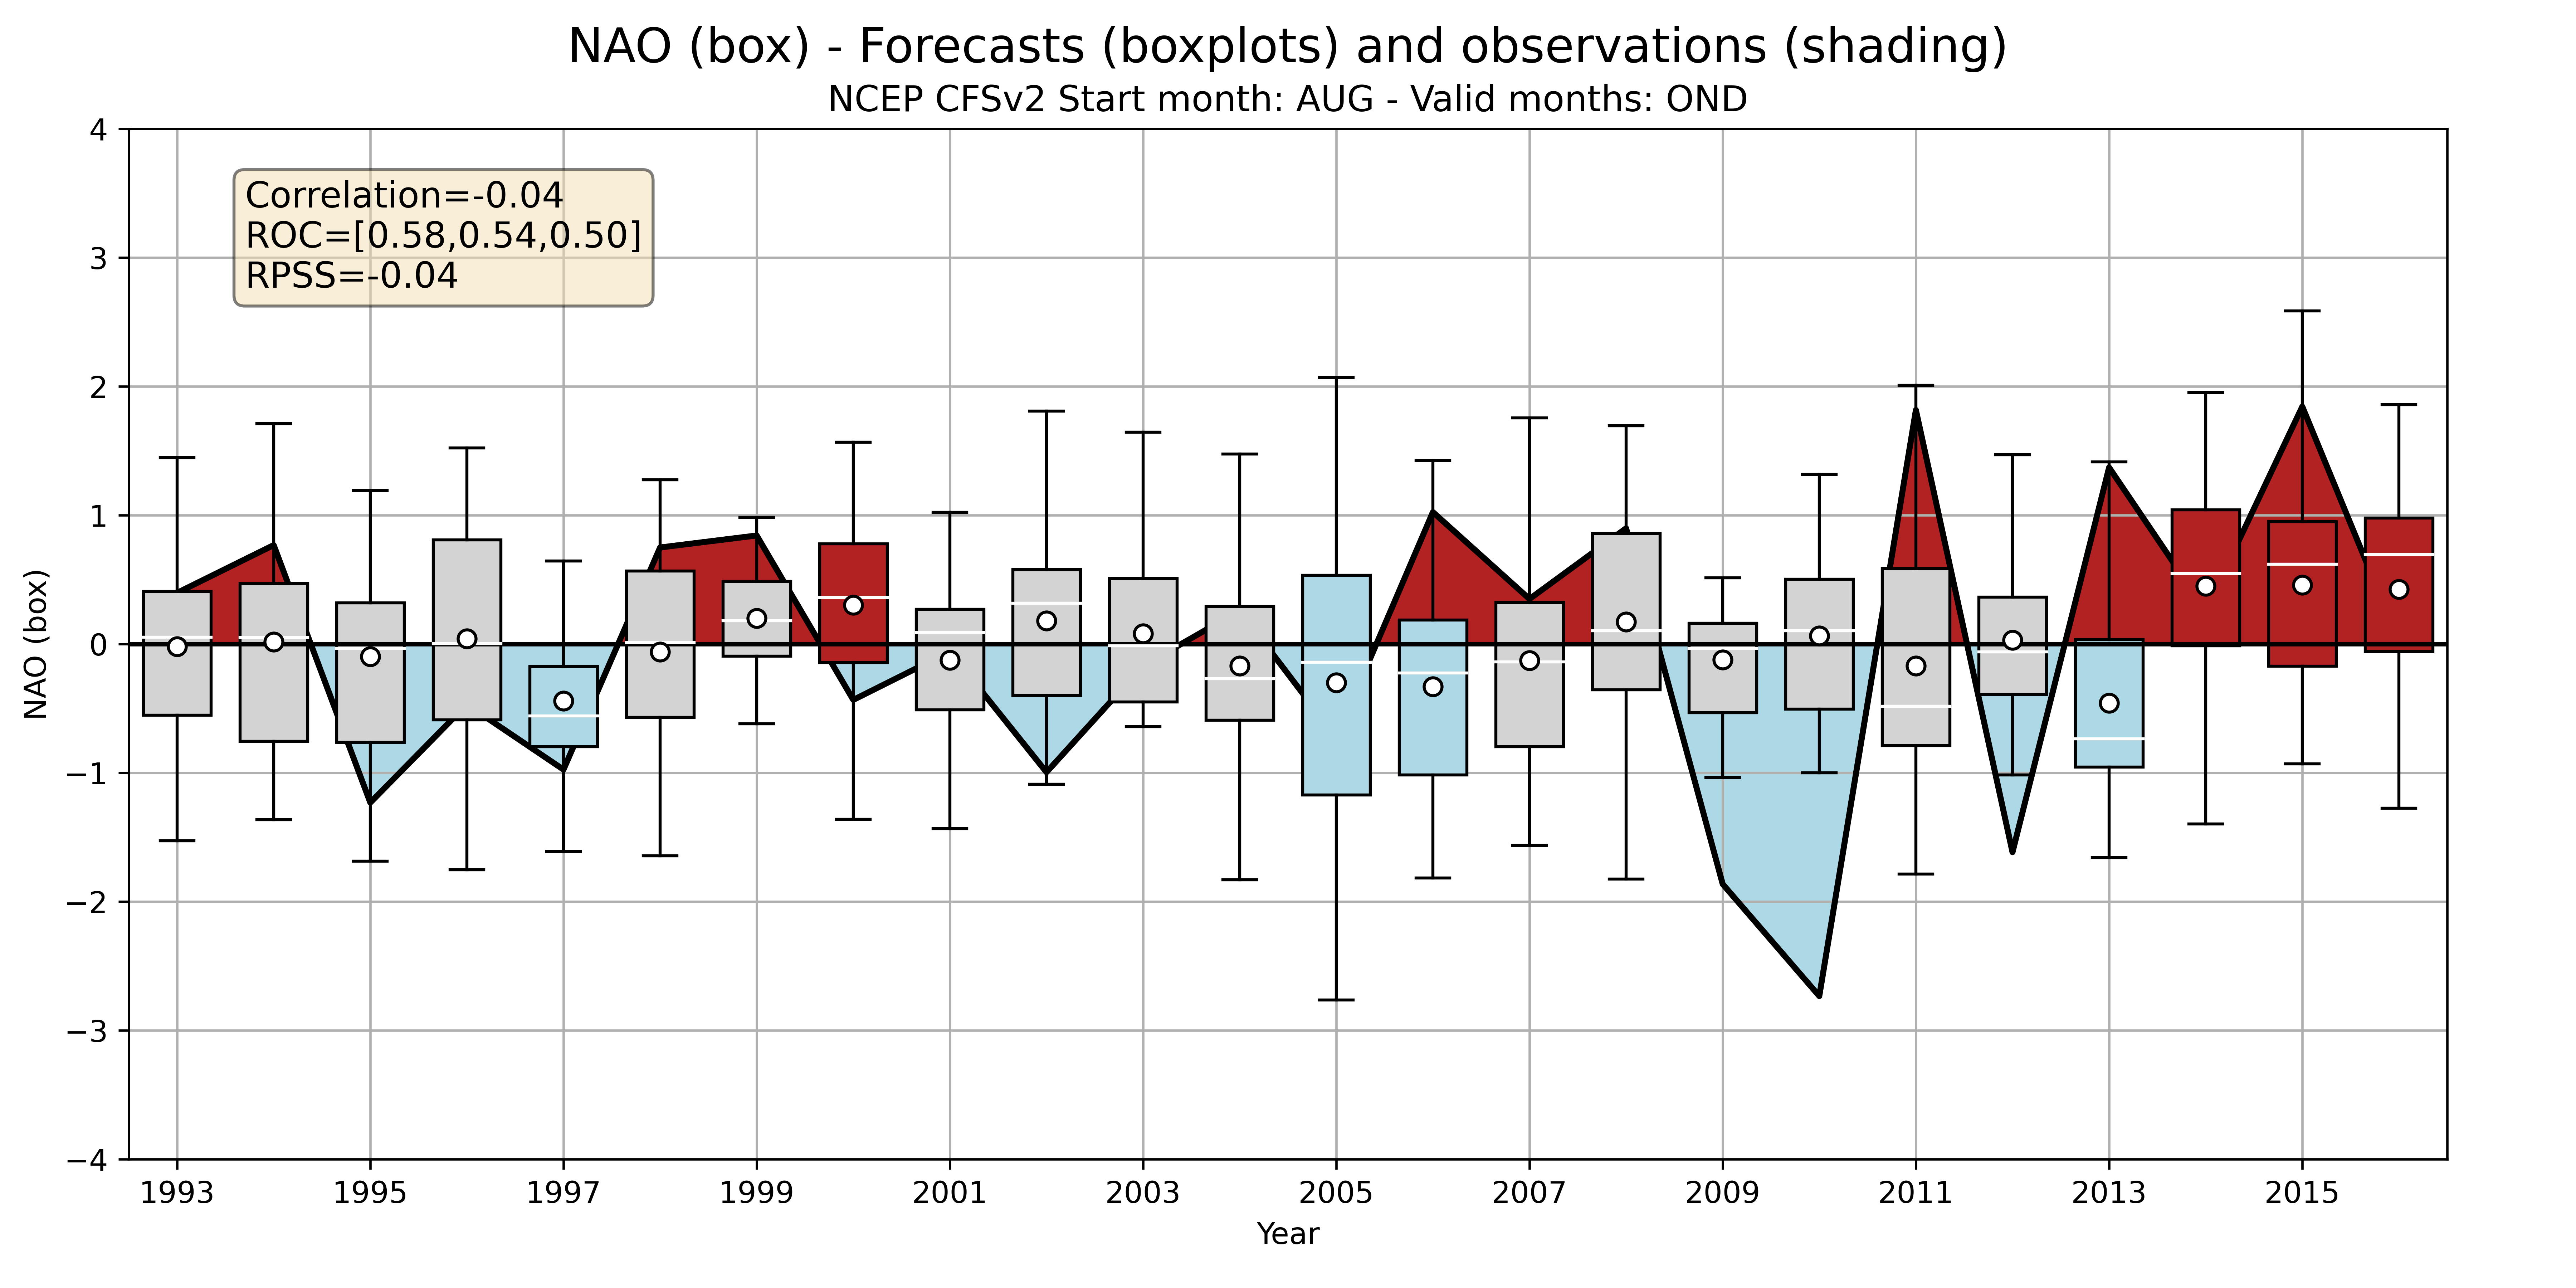 NAO (box) - Forecasts (boxplots) and observations (shading)
NCEP CFSv2 Start month: AUG - Valid months: OND
Correlation=-0.04
ROC=[0.58,0.54,0.50]
RPSS=-0.04
NAO (box)
4
3
2
1
0
−1
−2
−3
−4
1993 1995 1997 1999 2001 2003 2005 2007 2009 2011 2013 2015
Year